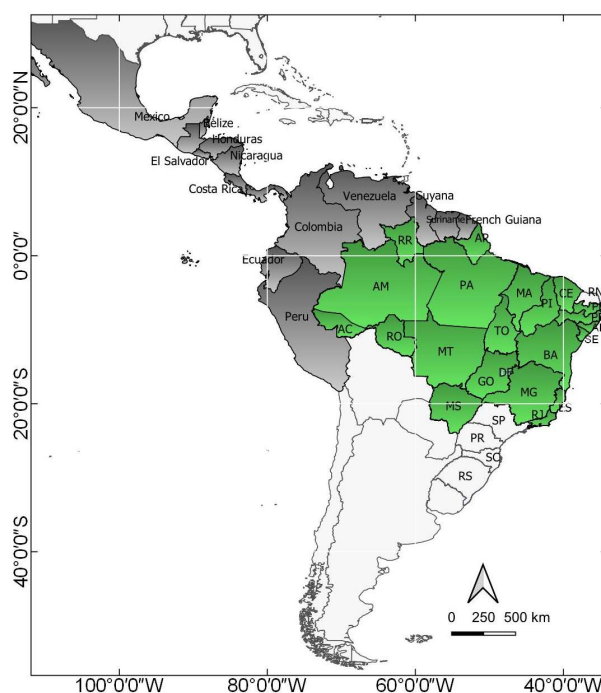 20°0'0"N
0°0'0"
20°0'0"S
40°0'0"S
Mexico
Belize
Honduras
El Salvador
Nicaragua
Costa Rica
Venezuela
Guyana
Suriname
French Guiana
Colombia
RR
AR
Ecuador
AM
PA
MA
CE
RN
PI
Peru
AC
RO
TO
SE
MT
BA
DF
GO
MG
MS
ES
RJ
SP
PR
SC
RS
0 250 500 km
100°0'0"W
80°0'0"W
60°0'0"W
40°0'0"W